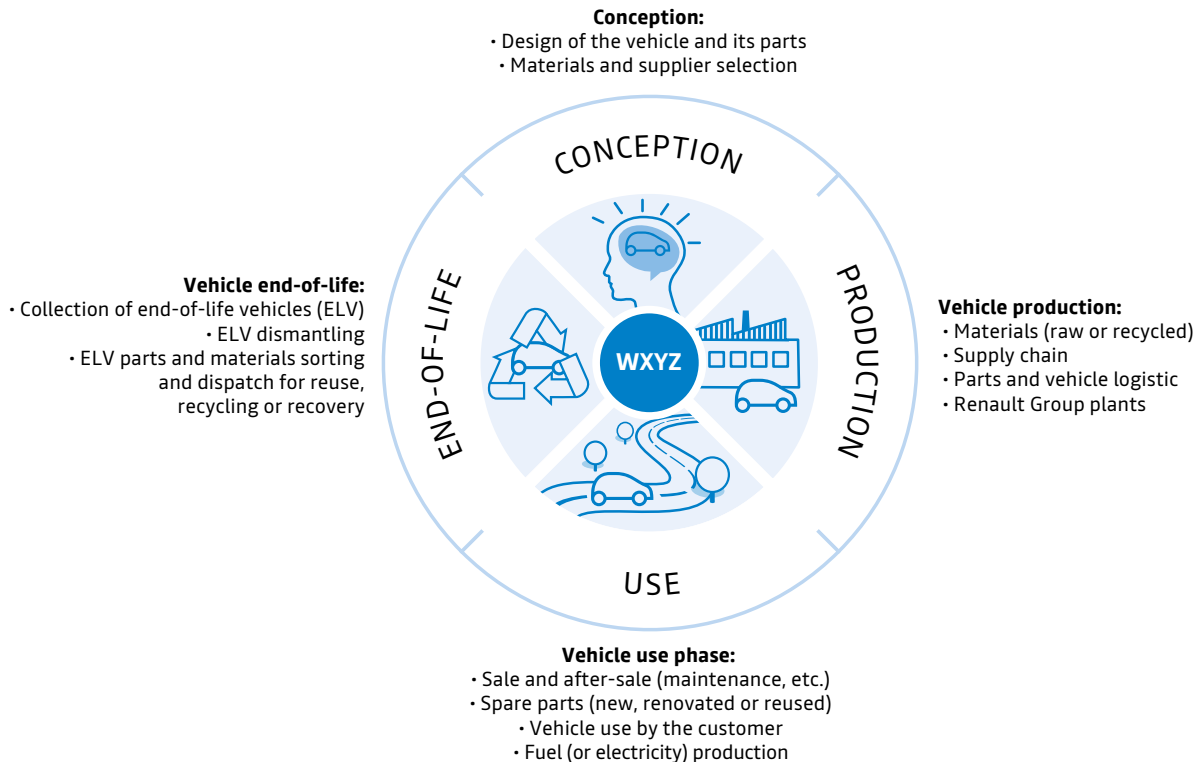 Conception:
• Design of the vehicle and its parts
• Materials and supplier selection
CONCEPTION
Vehicle end-of-life:
• Collection of end-of-life vehicles (ELV)
• ELV dismantling
• ELV parts and materials sorting
and dispatch for reuse,
recycling or recovery
END-OF-LIFE
WXYZ
PRODUCTION
Vehicle production:
• Materials (raw or recycled)
• Supply chain
• Parts and vehicle logistic
• Renault Group plants
USE
Vehicle use phase:
• Sale and after-sale (maintenance, etc.)
• Spare parts (new, renovated or reused)
• Vehicle use by the customer
• Fuel (or electricity) production